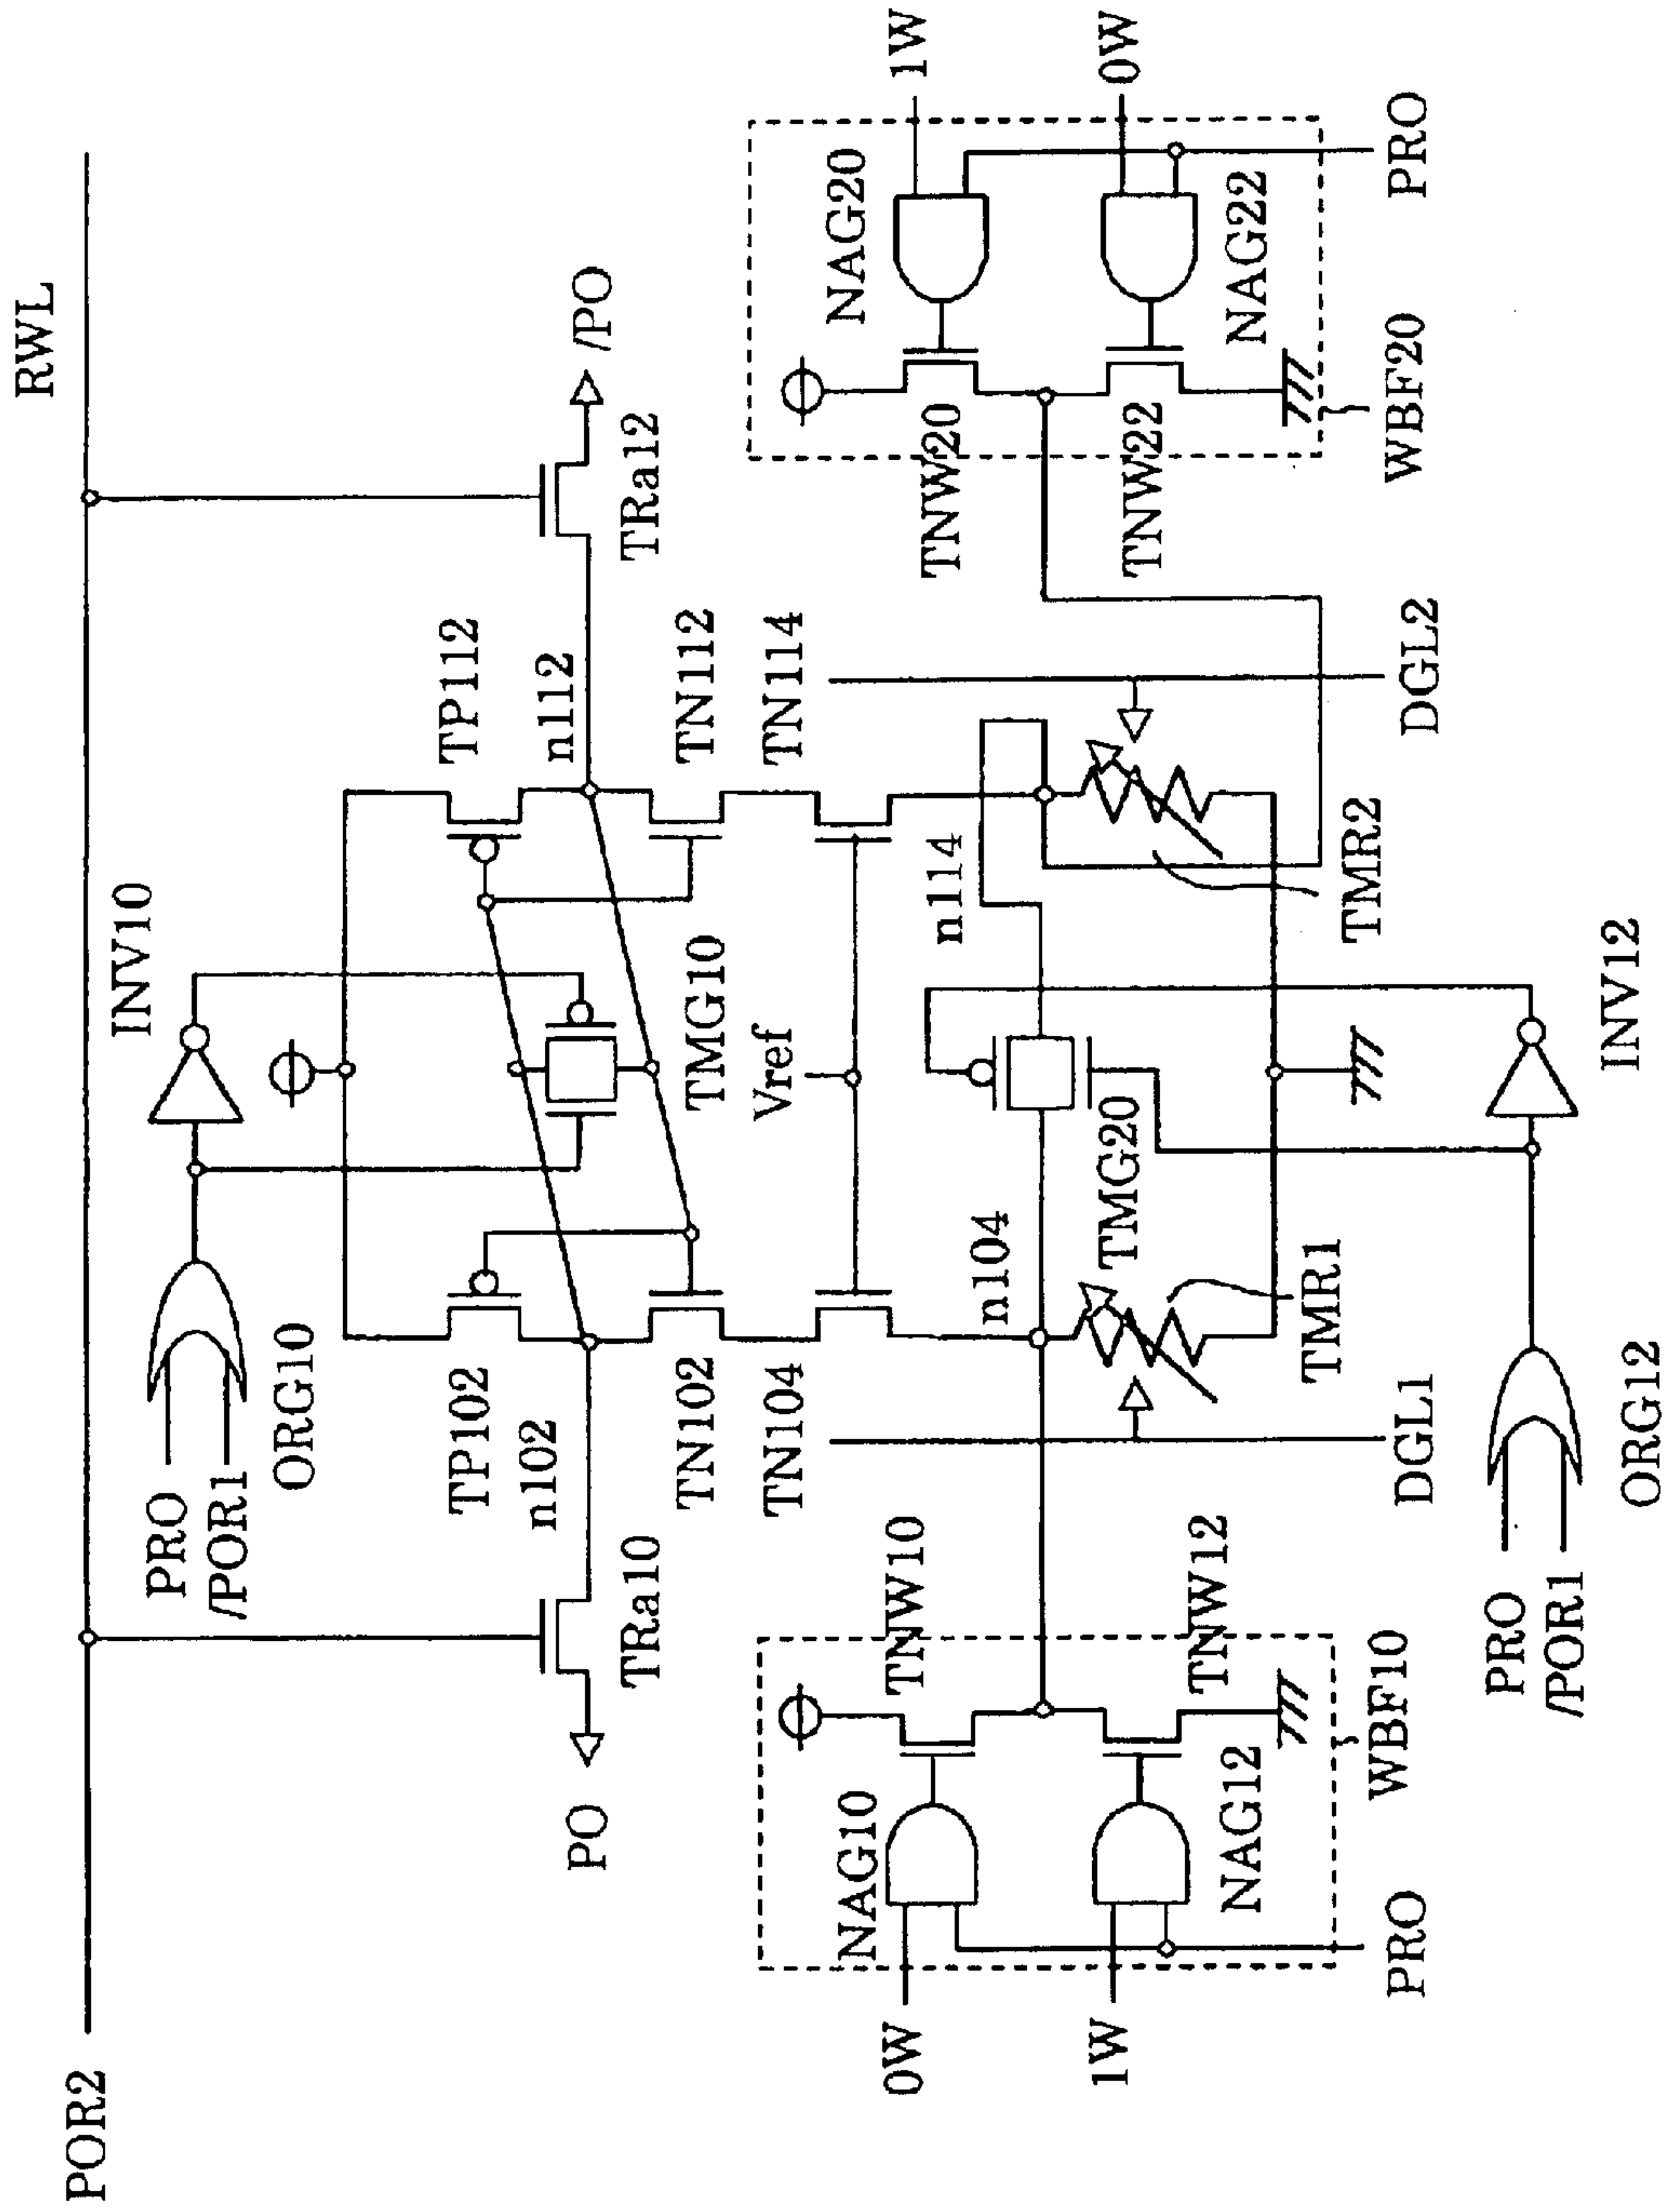 POR2
RWL
PRO
/POR1
ORG10
INV10
PO
TRa10
n102
TP102
TMG10
TP112
n112
TRa12
/PO
TN102
TN112
TN104
Vref
TN114
0W
NAG10
TNW10
n104
n114
TNW20
NAG20
1W
1W
NAG12
TNW12
TMG20
TNW22
NAG22
0W
PRO
WBF10
DGL1
TMR1
TMR2
DGL2
WBF20
PRO
PRO
/POR1
ORG12
INV12